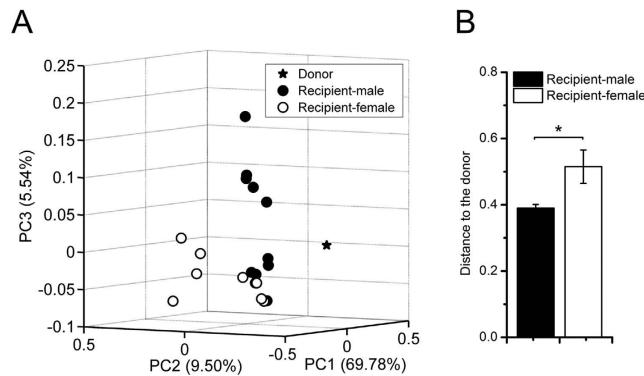 A
B
0.25
0.2
0.15
0.1
0.05
0
-0.05
-0.1
PC3 (5.54%)
0.5
0
-0.5
PC2 (9.50%)
0
0.5
PC1 (69.78%)
Donor
Recipient-male
Recipient-female
Recipient-male
Recipient-female
0.8
0.6
0.4
0.2
0.0
Distance to the donor
*